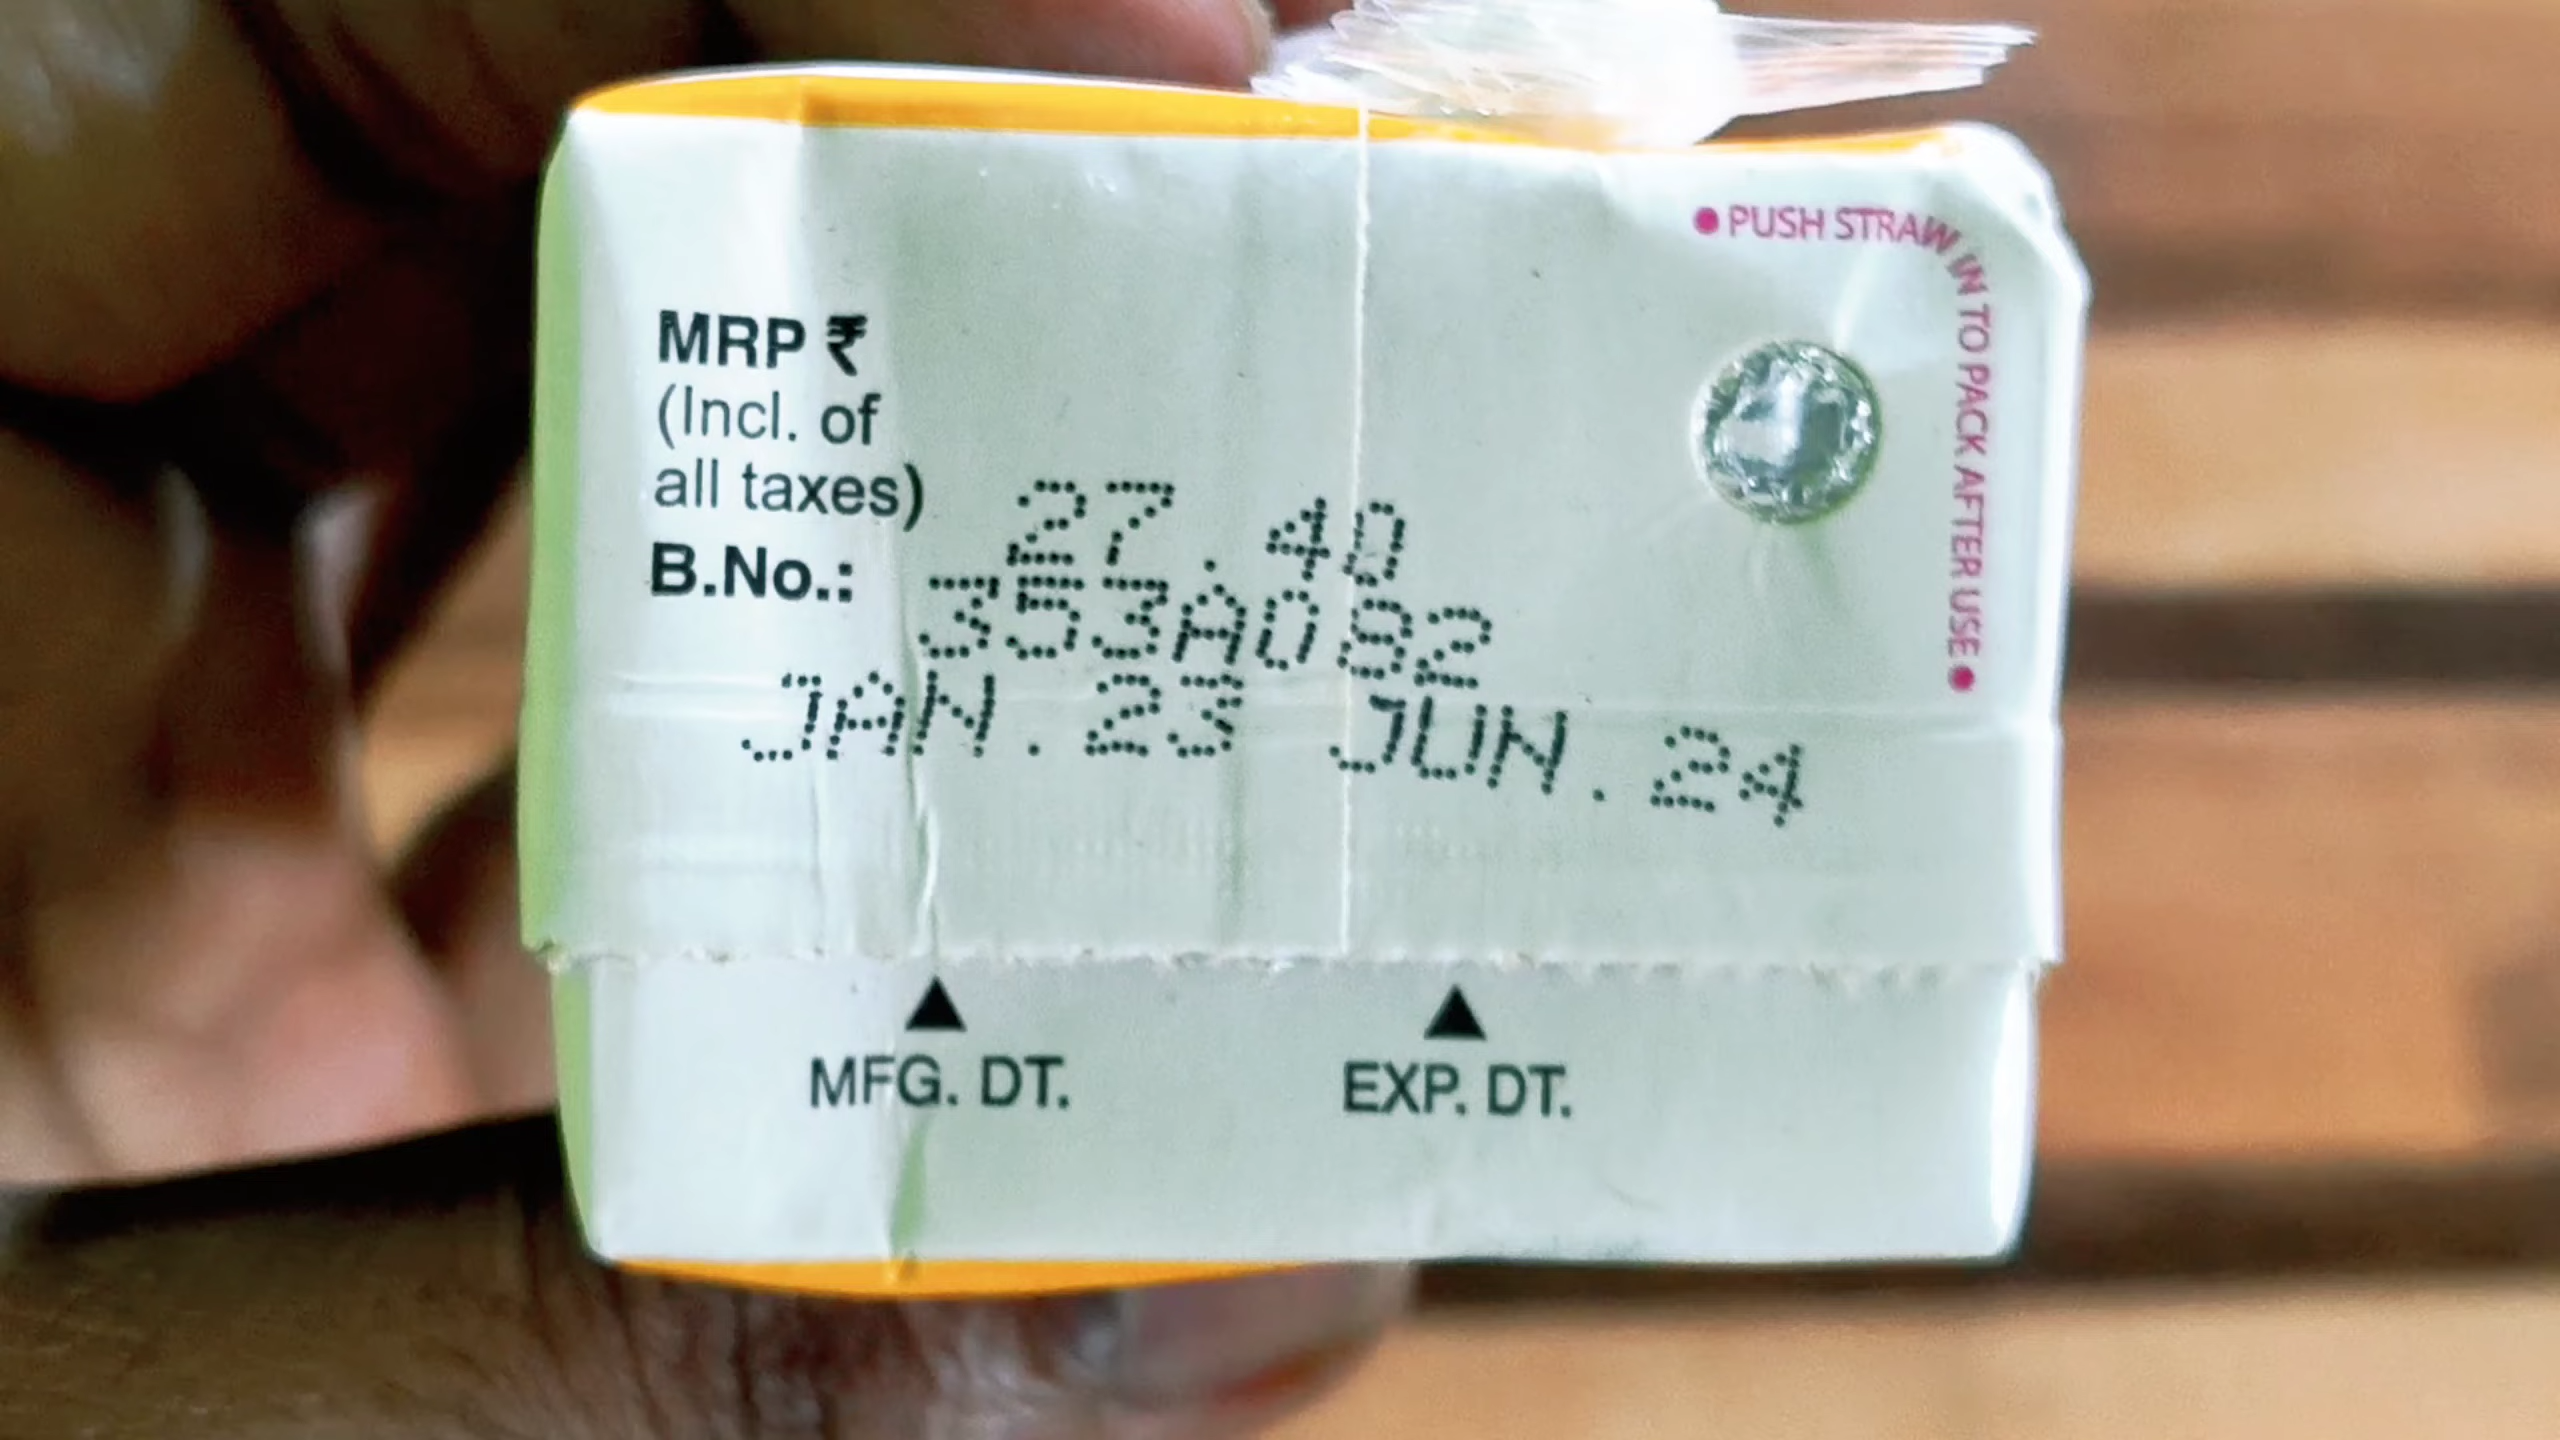 ● PUSH STRAW IN TO PACK AFTER USE ●
MRP ₹
(Incl. of
all taxes) 27.40
B.No.: 353A082
JAN.23 JUN.24
▲ ▲
MFG. DT. EXP. DT.